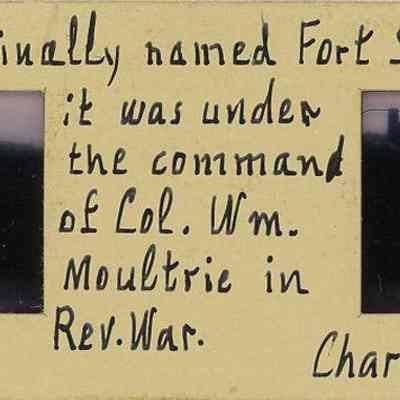 inally named Fort S
it was under
the command
of Col. Wm.
Moultrie in
Rev. War.
Char